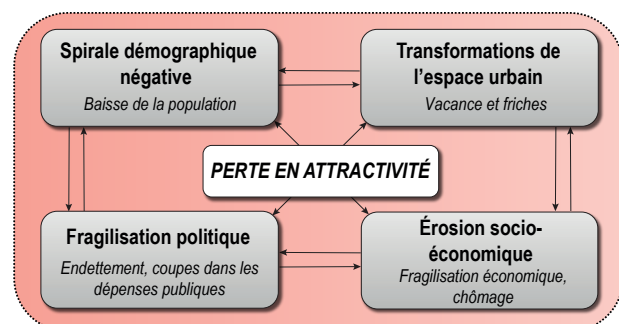 Spirale démographique
négative
Baisse de la population
Transformations de
l'espace urbain
Vacance et friches
PERTE EN ATTRACTIVITÉ
Fragilisation politique
Endettement, coupes dans les
dépenses publiques
Érosion socio-
économique
Fragilisation économique,
chômage